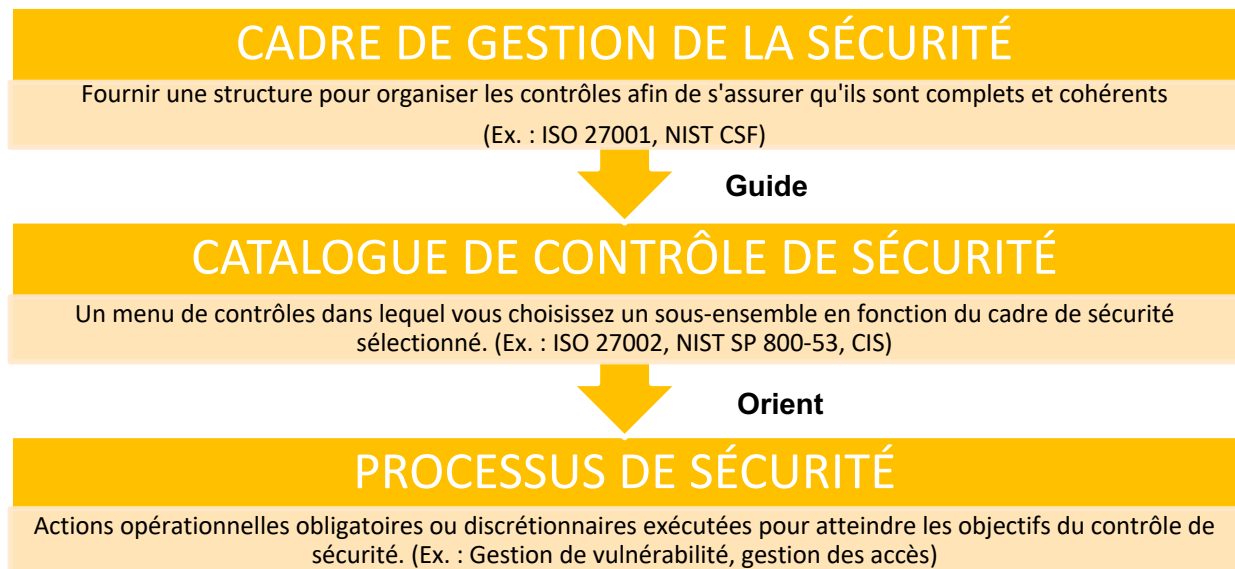 CADRE DE GESTION DE LA SÉCURITÉ
Fournir une structure pour organiser les contrôles afin de s'assurer qu'ils sont complets et cohérents
(Ex. : ISO 27001, NIST CSF)
Guide
CATALOGUE DE CONTRÔLE DE SÉCURITÉ
Un menu de contrôles dans lequel vous choisissez un sous-ensemble en fonction du cadre de sécurité
sélectionné. (Ex. : ISO 27002, NIST SP 800-53, CIS)
Orient
PROCESSUS DE SÉCURITÉ
Actions opérationnelles obligatoires ou discrétionnaires exécutées pour atteindre les objectifs du contrôle de
sécurité. (Ex. : Gestion de vulnérabilité, gestion des accès)